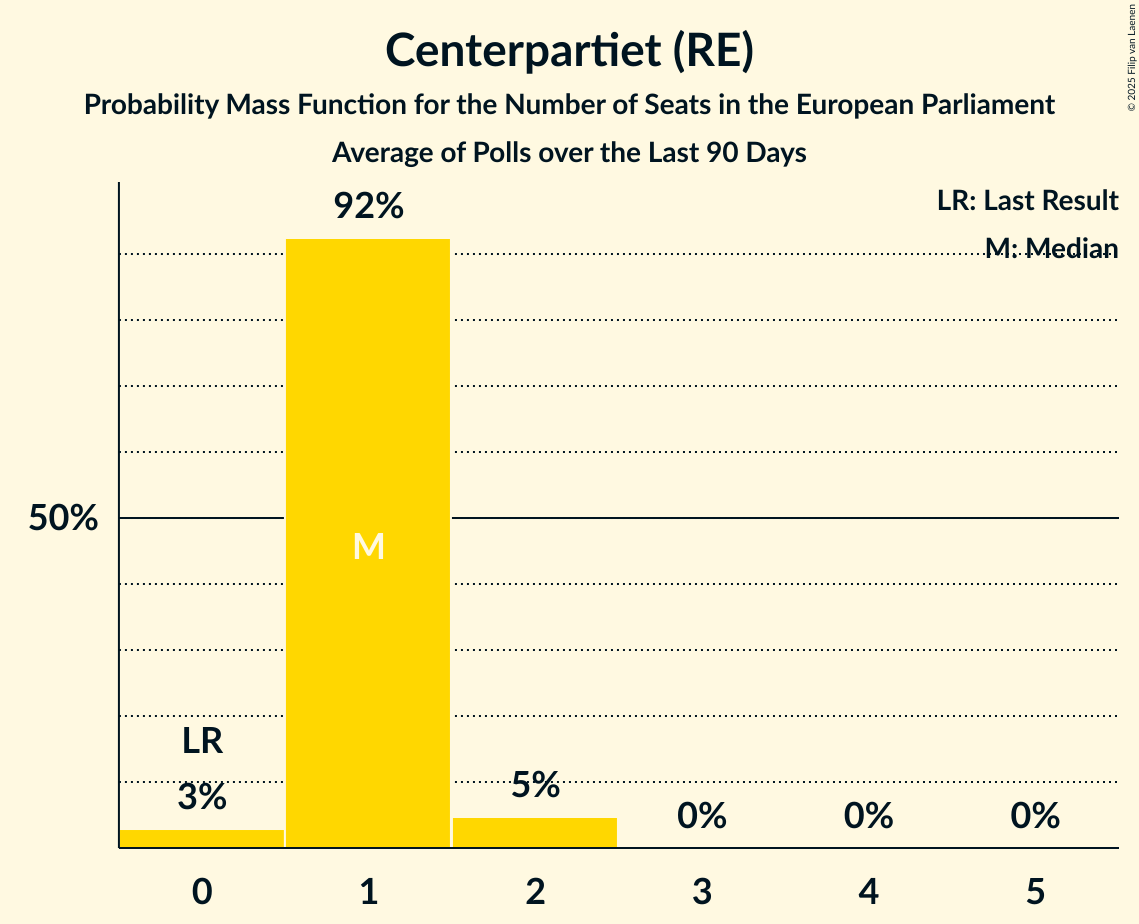 Centerpartiet (RE)
Probability Mass Function for the Number of Seats in the European Parliament
Average of Polls over the Last 90 Days
© 2025 Filip van Laenen
LR: Last Result
M: Median
92%
50%
M
LR
3%
5%
0%
0%
0%
0
1
2
3
4
5